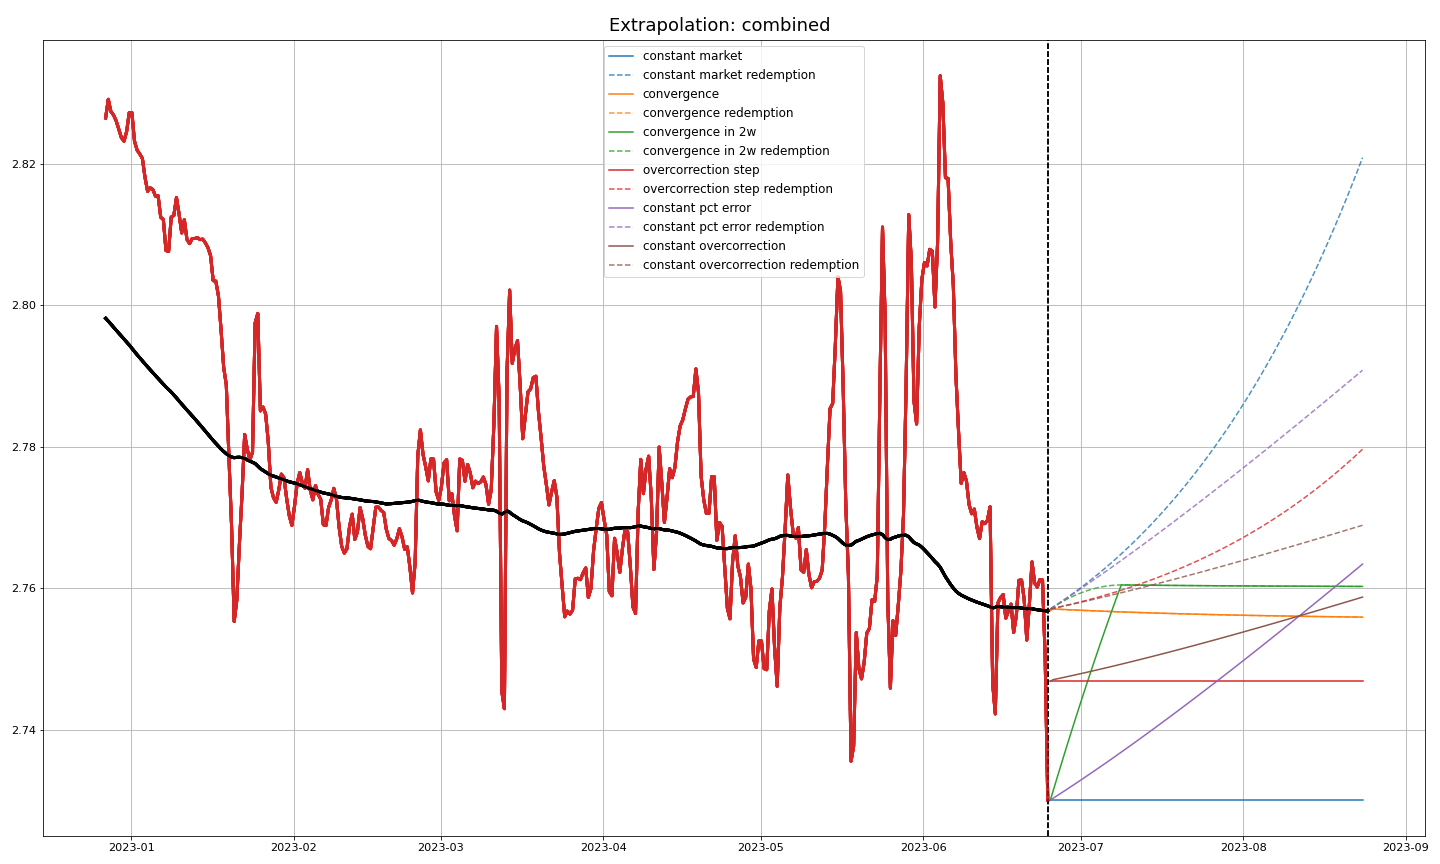 Extrapolation: combined
constant market
constant market redemption
convergence
convergence redemption
convergence in 2w
convergence in 2w redemption
overcorrection step
overcorrection step redemption
constant pct error
constant pct error redemption
constant overcorrection
constant overcorrection redemption
2.82
2.80
2.78
2.76
2.74
2023-01 2023-02 2023-03 2023-04 2023-05 2023-06 2023-07 2023-08 2023-09